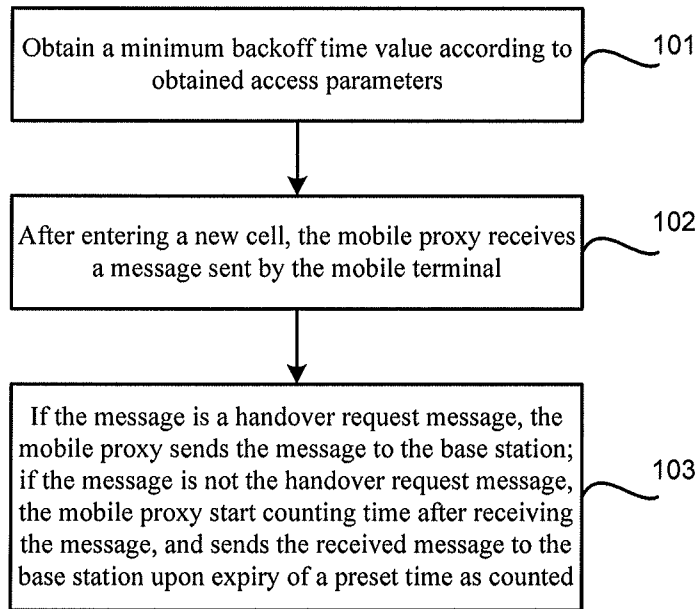 Obtain a minimum backoff time value according to
obtained access parameters
101
After entering a new cell, the mobile proxy receives
a message sent by the mobile terminal
102
If the message is a handover request message, the
mobile proxy sends the message to the base station;
if the message is not the handover request message,
the mobile proxy start counting time after receiving
the message, and sends the received message to the
base station upon expiry of a preset time as counted
103